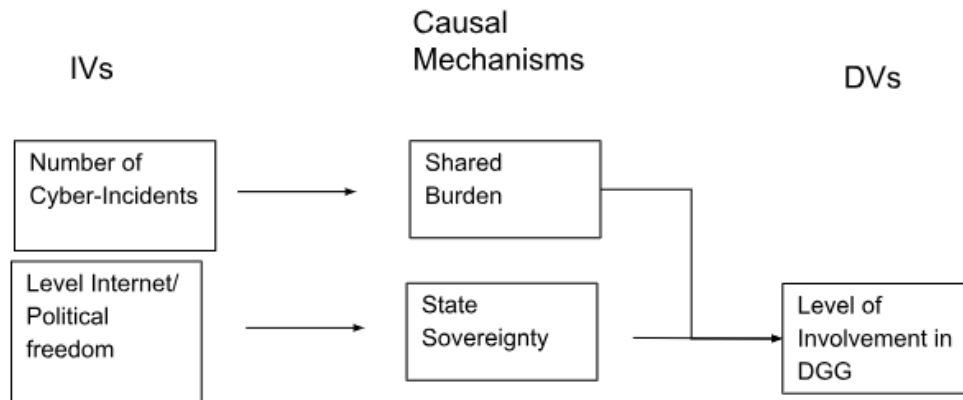 IVs
Causal
Mechanisms
DVs
Number of
Cyber-Incidents
Shared
Burden
Level Internet/
Political
freedom
State
Sovereignty
Level of
Involvement in
DGG